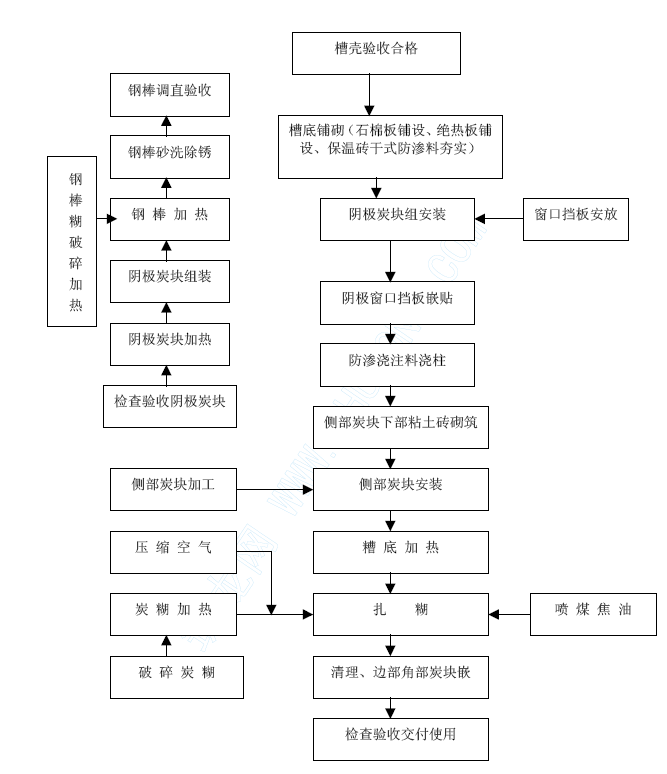 槽壳验收合格
钢棒调直验收
槽底铺砌（石棉板铺设、绝热板铺
设、保温砖干式防渗料夯实）
钢棒砂洗除锈
钢棒糊破碎加热
钢 棒 加 热
阴极炭块组安装
窗口挡板安放
阴极炭块组装
阴极窗口挡板嵌贴
阴极炭块加热
防渗浇注料浇柱
检查验收阴极炭块
侧部炭块下部粘土砖砌筑
侧部炭块加工
侧部炭块安装
压 缩 空 气
槽 底 加 热
炭 糊 加 热
扎 糊
喷 煤 焦 油
破 碎 炭 糊
清理、边部角部炭块嵌
检查验收交付使用